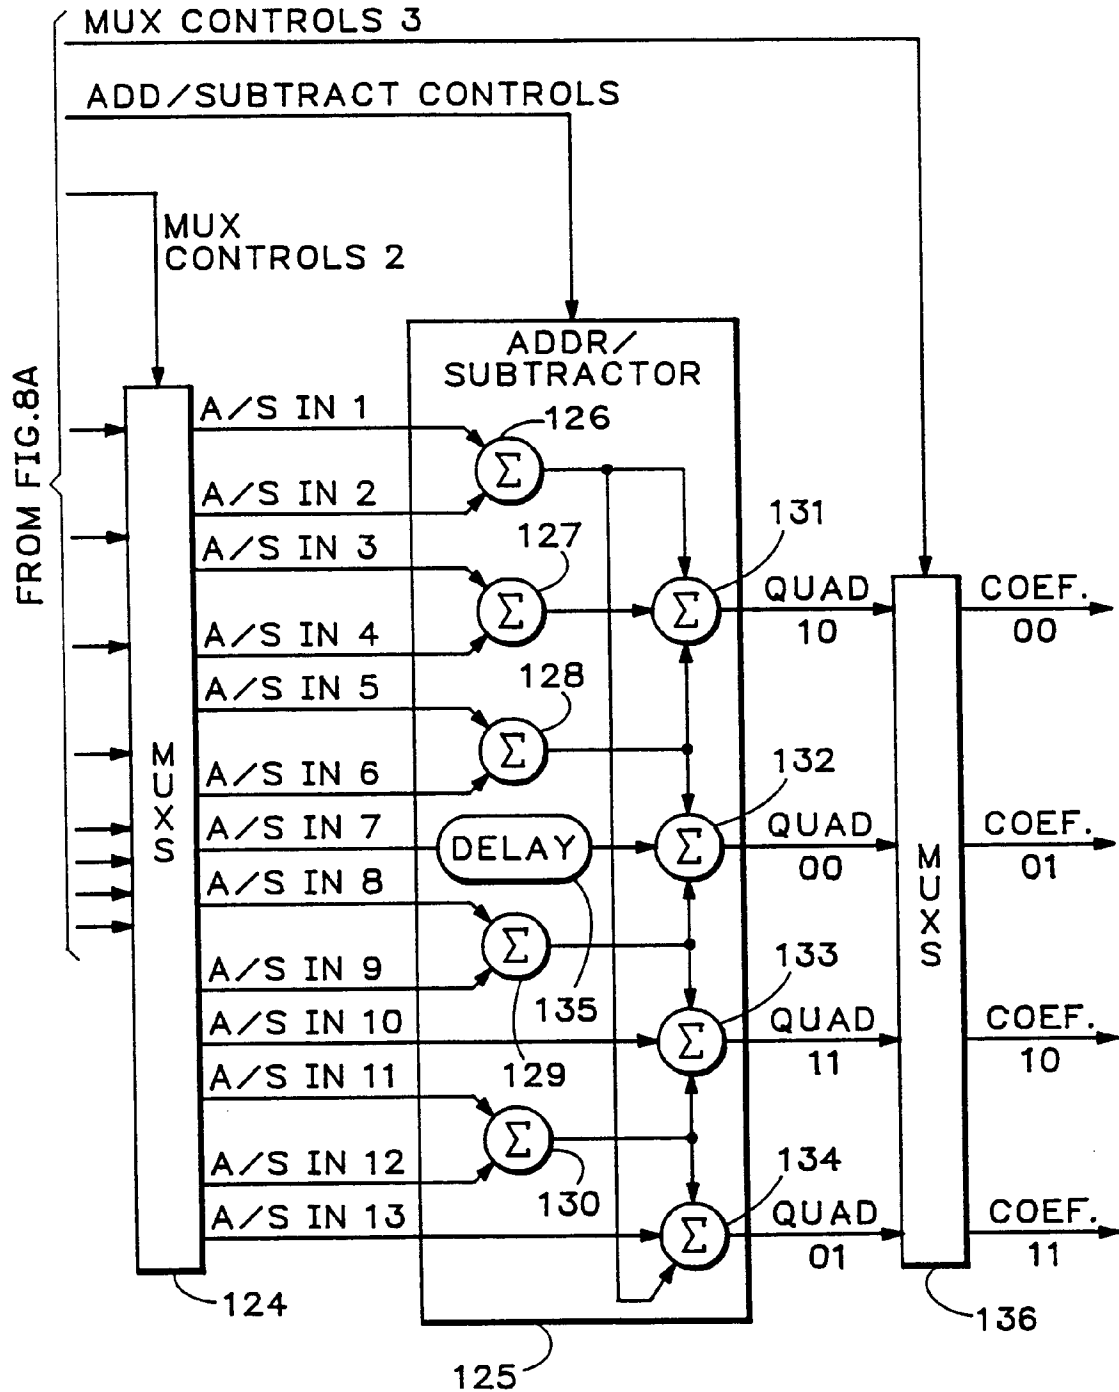 MUX CONTROLS 3
ADD/SUBTRACT CONTROLS
MUX
CONTROLS 2
FROM FIG.8A
ADDR/
SUBTRACTOR
A/S IN 1
126
Σ
A/S IN 2
A/S IN 3
127
131
A/S IN 4
Σ
Σ
QUAD
10
COEF.
00
A/S IN 5
128
Σ
A/S IN 6
132
MUXS
A/S IN 7
DELAY
Σ
QUAD
00
MUXS
COEF.
01
A/S IN 8
Σ
A/S IN 9
135
133
A/S IN 10
129
Σ
QUAD
11
COEF.
10
A/S IN 11
Σ
A/S IN 12
130
134
A/S IN 13
Σ
QUAD
01
COEF.
11
124
125
136